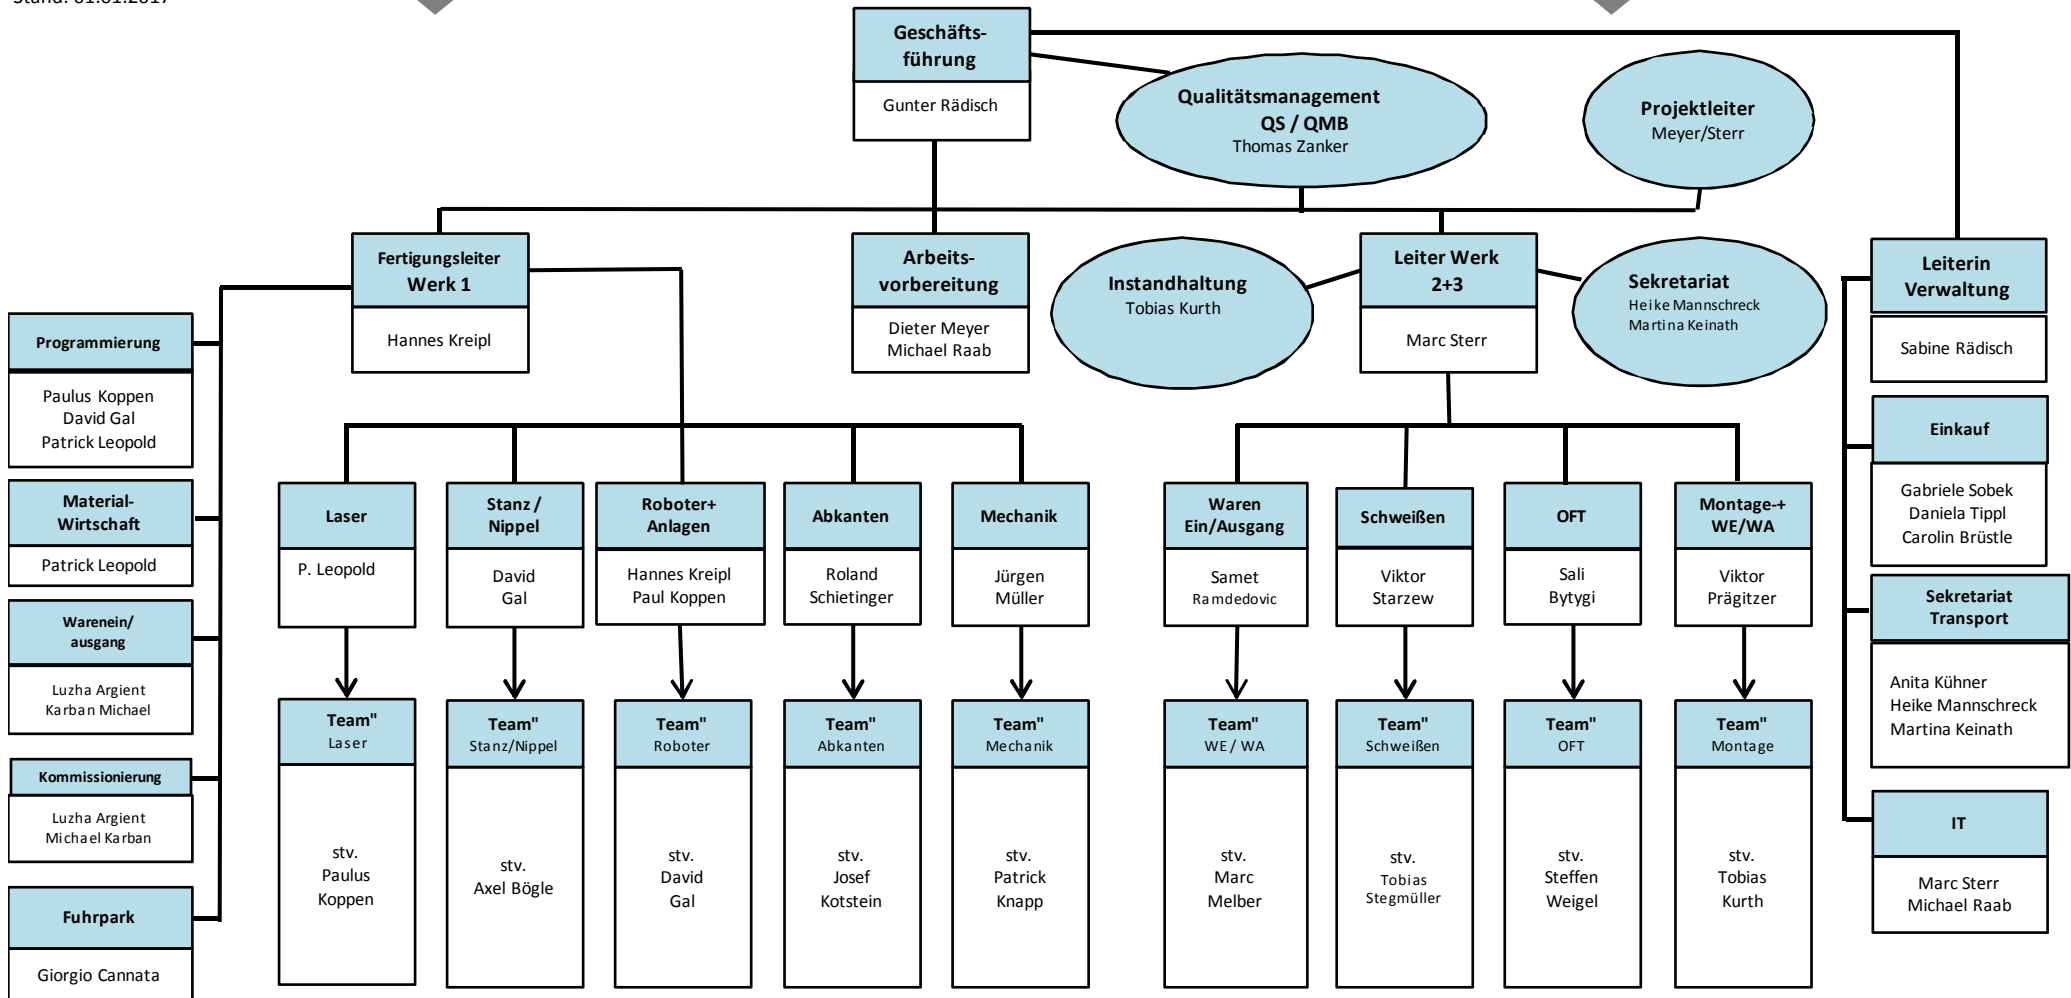 Stand: 01.01.2017
Geschäfts-
führung
Gunter Rädisch
Qualitätsmanagement
QS / QMB
Thomas Zanker
Projektleiter
Meyer/Sterr
Fertigungsleiter
Werk 1
Hannes Kreipl
Arbeits-
vorbereitung
Dieter Meyer
Michael Raab
Instandhaltung
Tobias Kurth
Leiter Werk
2+3
Marc Sterr
Sekretariat
Heike Mannschreck
Martina Keinath
Leiterin
Verwaltung
Sabine Rädisch
Programmierung
Paulus Koppen
David Gal
Patrick Leopold
Material-
Wirtschaft
Patrick Leopold
Warenein/
ausgang
Luzha Argient
Karban Michael
Kommissionierung
Luzha Argient
Michael Karban
Fuhrpark
Giorgio Cannata
Laser
P. Leopold
Stanz /
Nippel
David
Gal
Roboter+
Anlagen
Hannes Kreipl
Paul Koppen
Abkanten
Roland
Schietinger
Mechanik
Jürgen
Müller
Waren
Ein/Ausgang
Samet
Ramdedovic
Schweißen
Viktor
Starzew
OFT
Sali
Bytygi
Montage-+
WE/WA
Viktor
Prägitzer
Team"
Laser
stv.
Paulus
Koppen
Team"
Stanz/Nippel
stv.
Axel Bögle
Team"
Roboter
stv.
David
Gal
Team"
Abkanten
stv.
Josef
Kotstein
Team"
Mechanik
stv.
Patrick
Knapp
Team"
WE / WA
stv.
Marc
Melber
Team"
Schweißen
stv.
Tobias
Stegmüller
Team"
OFT
stv.
Steffen
Weigel
Team"
Montage
stv.
Tobias
Kurth
Einkauf
Gabriele Sobek
Daniela Tippl
Carolin Brüstle
Sekretariat
Transport
Anita Kühner
Heike Mannschreck
Martina Keinath
IT
Marc Sterr
Michael Raab